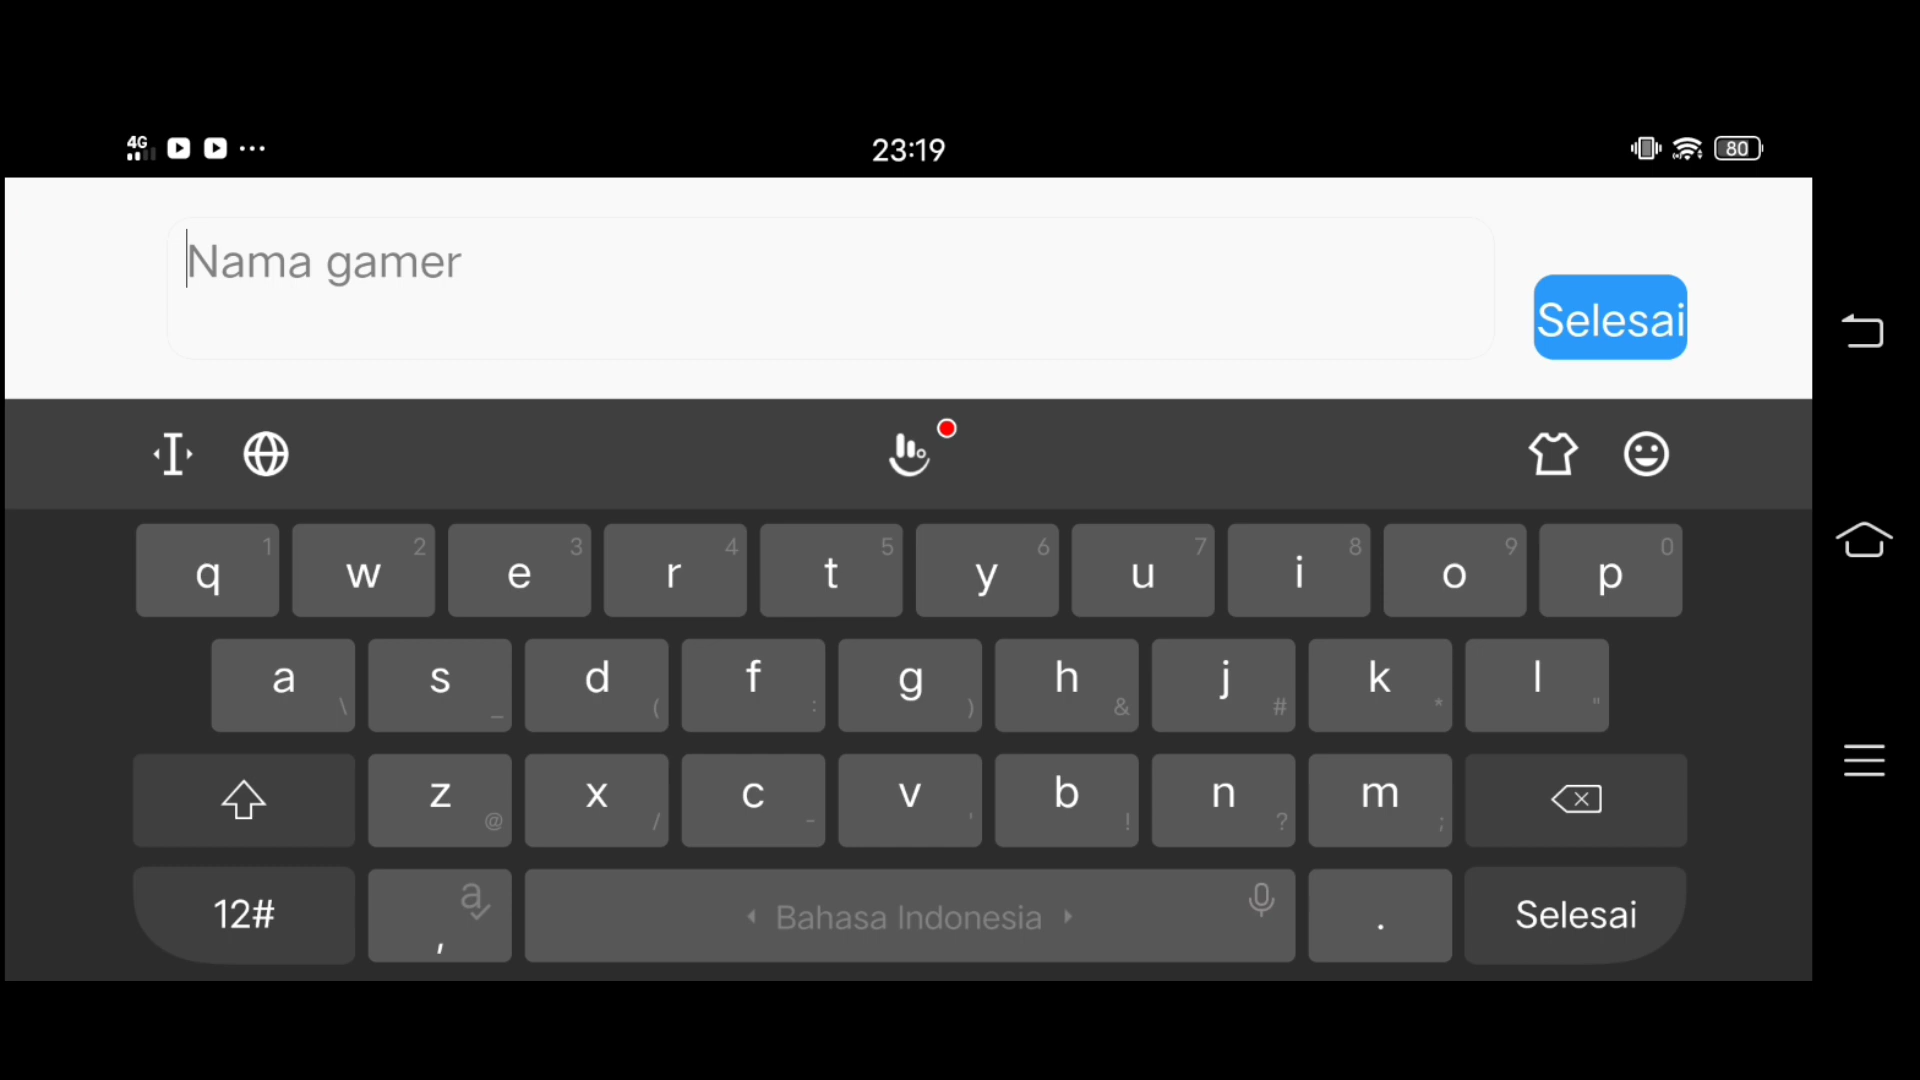 4G 23:19 80
Nama gamer
Selesai
q 1 w 2 e 3 r 4 t 5 y 6 u 7 i 8 o 9 p 0
a \ s _ d ( f : g ) h & j # k * l "
z @ x / c - v ' b ! n ? m ;
12# , a Bahasa Indonesia . Selesai